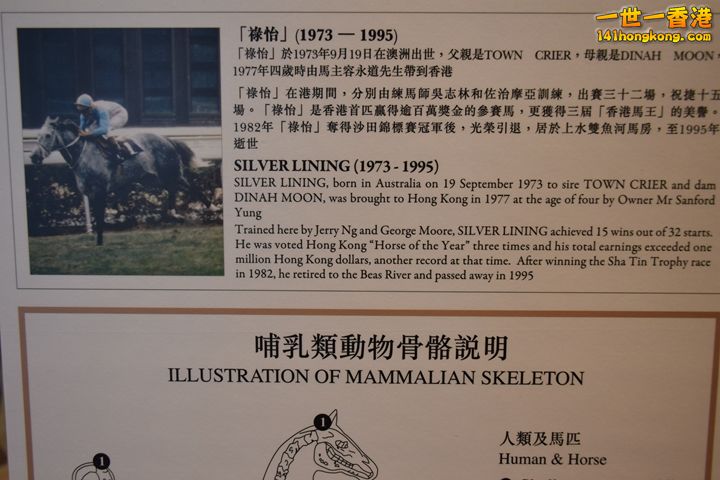 一世一香港
141hongkong.com
「祿怡」(1973 — 1995)
「祿怡」於1973年9月19日在澳洲出世，父親是TOWN CRIER，母親是DINAH MOON，
1977年四歲時由馬主容永道先生帶到香港
「祿怡」在港期間，分別由練馬師吳志林和佐治摩亞訓練，出賽三十二場，祝捷十五
場。「祿怡」是香港首匹贏得逾百萬獎金的參賽馬，更獲得三屆「香港馬王」的美譽。
1982年「祿怡」奪得沙田錦標賽冠軍後，光榮引退，居於上水雙魚河馬房，至1995年
逝世
SILVER LINING (1973 - 1995)
SILVER LINING, born in Australia on 19 September 1973 to sire TOWN CRIER and dam
DINAH MOON, was brought to Hong Kong in 1977 at the age of four by Owner Mr Sanford
Yung
Trained here by Jerry Ng and George Moore, SILVER LINING achieved 15 wins out of 32 starts.
He was voted Hong Kong “Horse of the Year” three times and his total earnings exceeded one
million Hong Kong dollars, another record at that time. After winning the Sha Tin Trophy race
in 1982, he retired to the Beas River and passed away in 1995
哺乳類動物骨骼説明
ILLUSTRATION OF MAMMALIAN SKELETON
1
1
人類及馬匹
Human & Horse